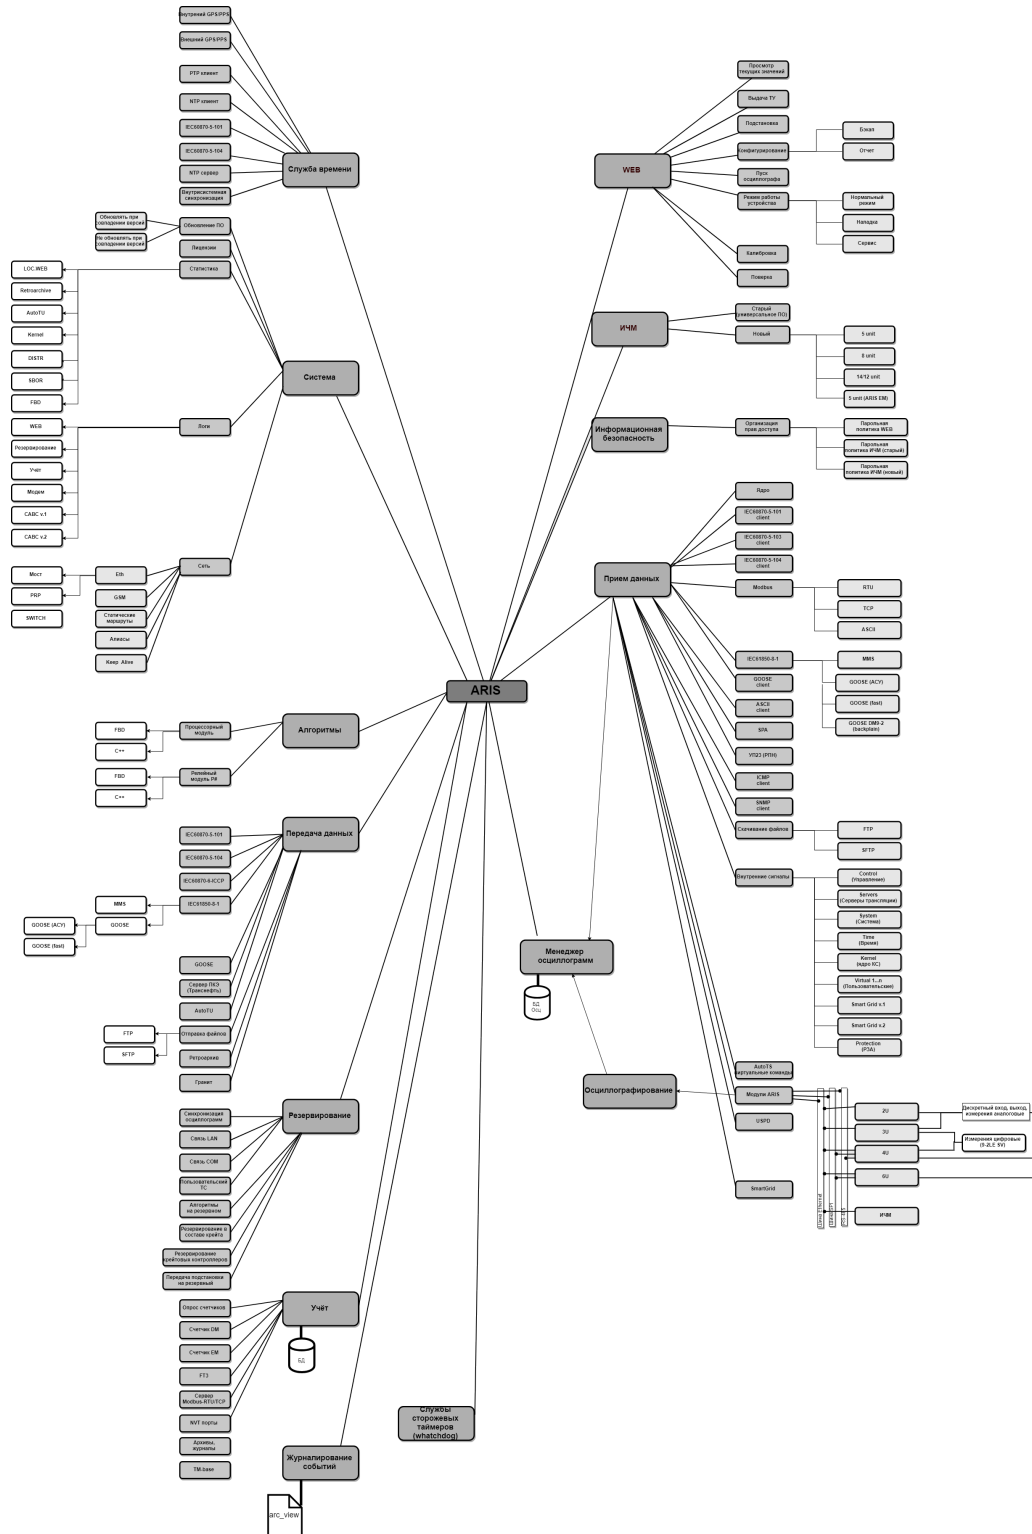 Внутрений GPS/PPS
Внешний GPS/PPS
PTP клиент
NTP клиент
IEC60870-5-101
IEC60870-5-104
NTP сервер
Внутресистемная
синхронизация
Служба времени
Обновлять при
совпадении версий
Не обновлять при
совпадении версий
Обновление ПО
Лицензии
Статистика
LOC.WEB
Retroarchive
AutoTU
Kernel
DISTR
SBOR
FBD
Система
Логи
WEB
Резервирование
Учёт
Модем
CABC v.1
CABC v.2
Сеть
Eth
GSM
Статические
маршруты
Алиасы
Keep Alive
Мост
PRP
SWITCH
ARIS
Алгоритмы
Процессорный
модуль
FBD
C++
Релейный
модуль P#
FBD
C++
Передача данных
IEC60870-5-101
IEC60870-5-104
IEC60870-6-ICCP
IEC61850-8-1
MMS
GOOSE
GOOSE (АСУ)
GOOSE (fast)
GOOSE
Сервер ПКЭ
(Транснефть)
AutoTU
Отправка файлов
FTP
SFTP
Ретроархив
Гранит
Резервирование
Синхронизация
осциллограмм
Связь LAN
Связь COM
Пользовательский
ТС
Алгоритмы
на резервном
Резервирование в
составе крейта
Резервирование
крейтовых контроллеров
Передача подстановки
на резервный
Учёт
БД
Опрос счетчиков
Счетчик DM
Счетчик EM
FT3
Сервер
Modbus-RTU/TCP
NVT порты
Архивы,
журналы
Службы
сторожевых
таймеров
(whatchdog)
Журналирование
событий
arc_view
WEB
Просмотр
текущих значений
Выдача ТУ
Подстановка
Конфигурирование
Бэкап
Отчет
Пуск
осциллографа
Режим работы
устройства
Нормальный
режим
Наладка
Сервис
Калибровка
Поверка
ИЧМ
Старый
(универсальное ПО)
Новый
5 unit
8 unit
14/12 unit
5 unit (ARIS EM)
Информационная
безопасность
Организация
прав доступа
Парольная
политика WEB
Парольная
политика ИЧМ (старый)
Парольная
политика ИЧМ (новый)
Прием данных
Ядро
IEC60870-5-101
client
IEC60870-5-103
client
IEC60870-5-104
client
Modbus
RTU
TCP
ASCII
IEC61850-8-1
MMS
GOOSE (АСУ)
GOOSE (fast)
GOOSE DM9-2
(backplain)
GOOSE
client
ASCII
client
SPA
УП23 (РПН)
ICMP
client
SNMP
client
Скачивание файлов
FTP
SFTP
Внутренние сигналы
Control
(Управление)
Servers
(Серверы трансляции)
System
(Система)
Time
(Время)
Kernel
(ядро КС)
Virtual 1...n
(Пользовательские)
Smart Grid v.1
Smart Grid v.2
Protection
(РЗА)
Менеджер
осциллограмм
БД
Осц
Осциллографирование
AutoTS
виртуальные команды
Модули ARIS
USPD
SmartGrid
2U
3U
4U
6U
ИЧМ
Дискретный вход, выход,
измерения аналоговые
Измерения цифровые
(9-2LE SV)